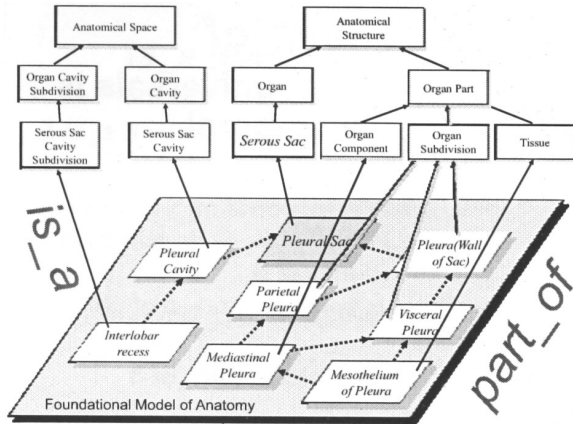 Anatomical Space
Anatomical
Structure
Organ Cavity
Subdivision
Organ
Cavity
Organ
Organ Part
Serous Sac
Cavity
Subdivision
Serous Sac
Cavity
Serous Sac
Organ
Component
Organ
Subdivision
Tissue
is_a
Pleural Sac
Pleura(Wall
of Sac)
Pleural
Cavity
Parietal
Pleura
Visceral
Pleura
part_of
Interlobar
recess
Mediastinal
Pleura
Mesothelium
of Pleura
Foundational Model of Anatomy